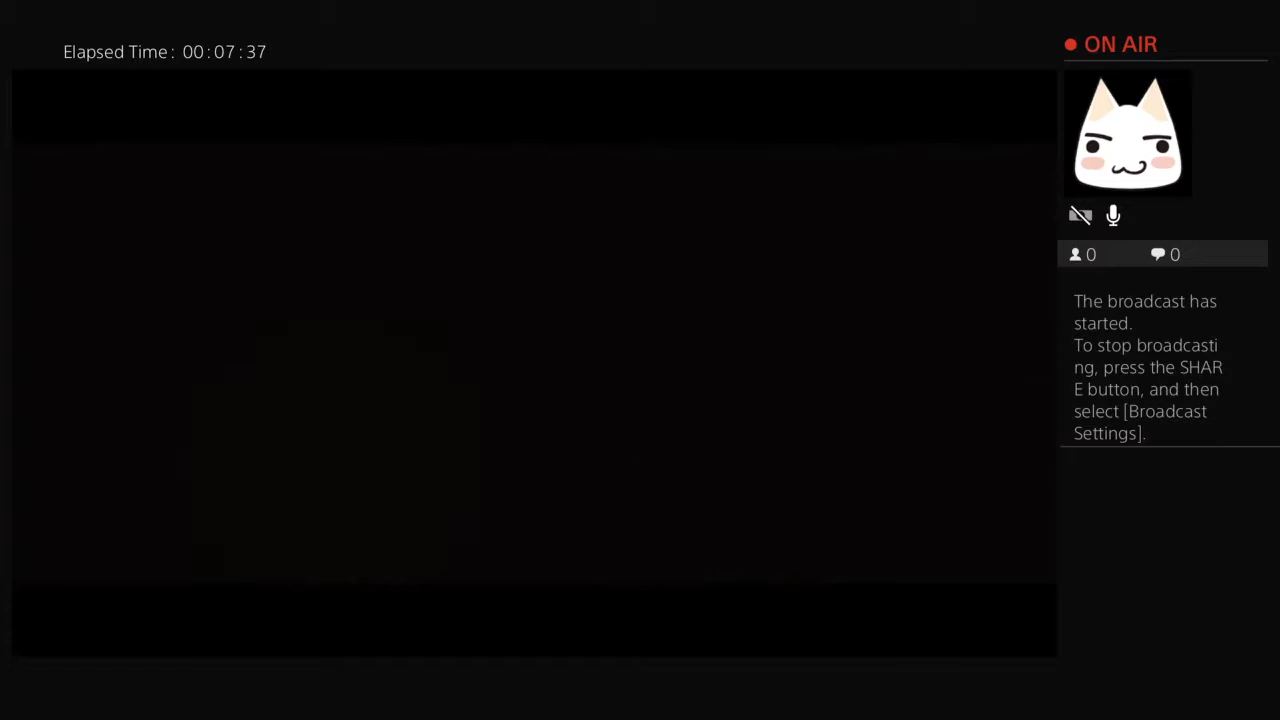 Elapsed Time: 00:07:37
ON AIR
0 0
The broadcast has
started.
To stop broadcasti
ng, press the SHAR
E button, and then
select [Broadcast
Settings].